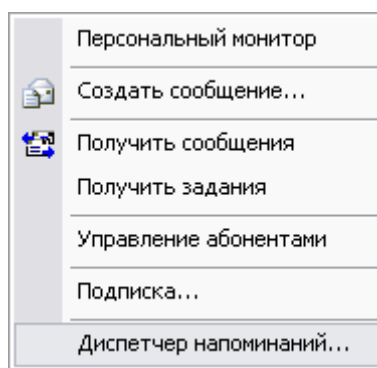 Персональный монитор
Создать сообщение...
Получить сообщения
Получить задания
Управление абонентами
Подписка...
Диспетчер напоминаний...